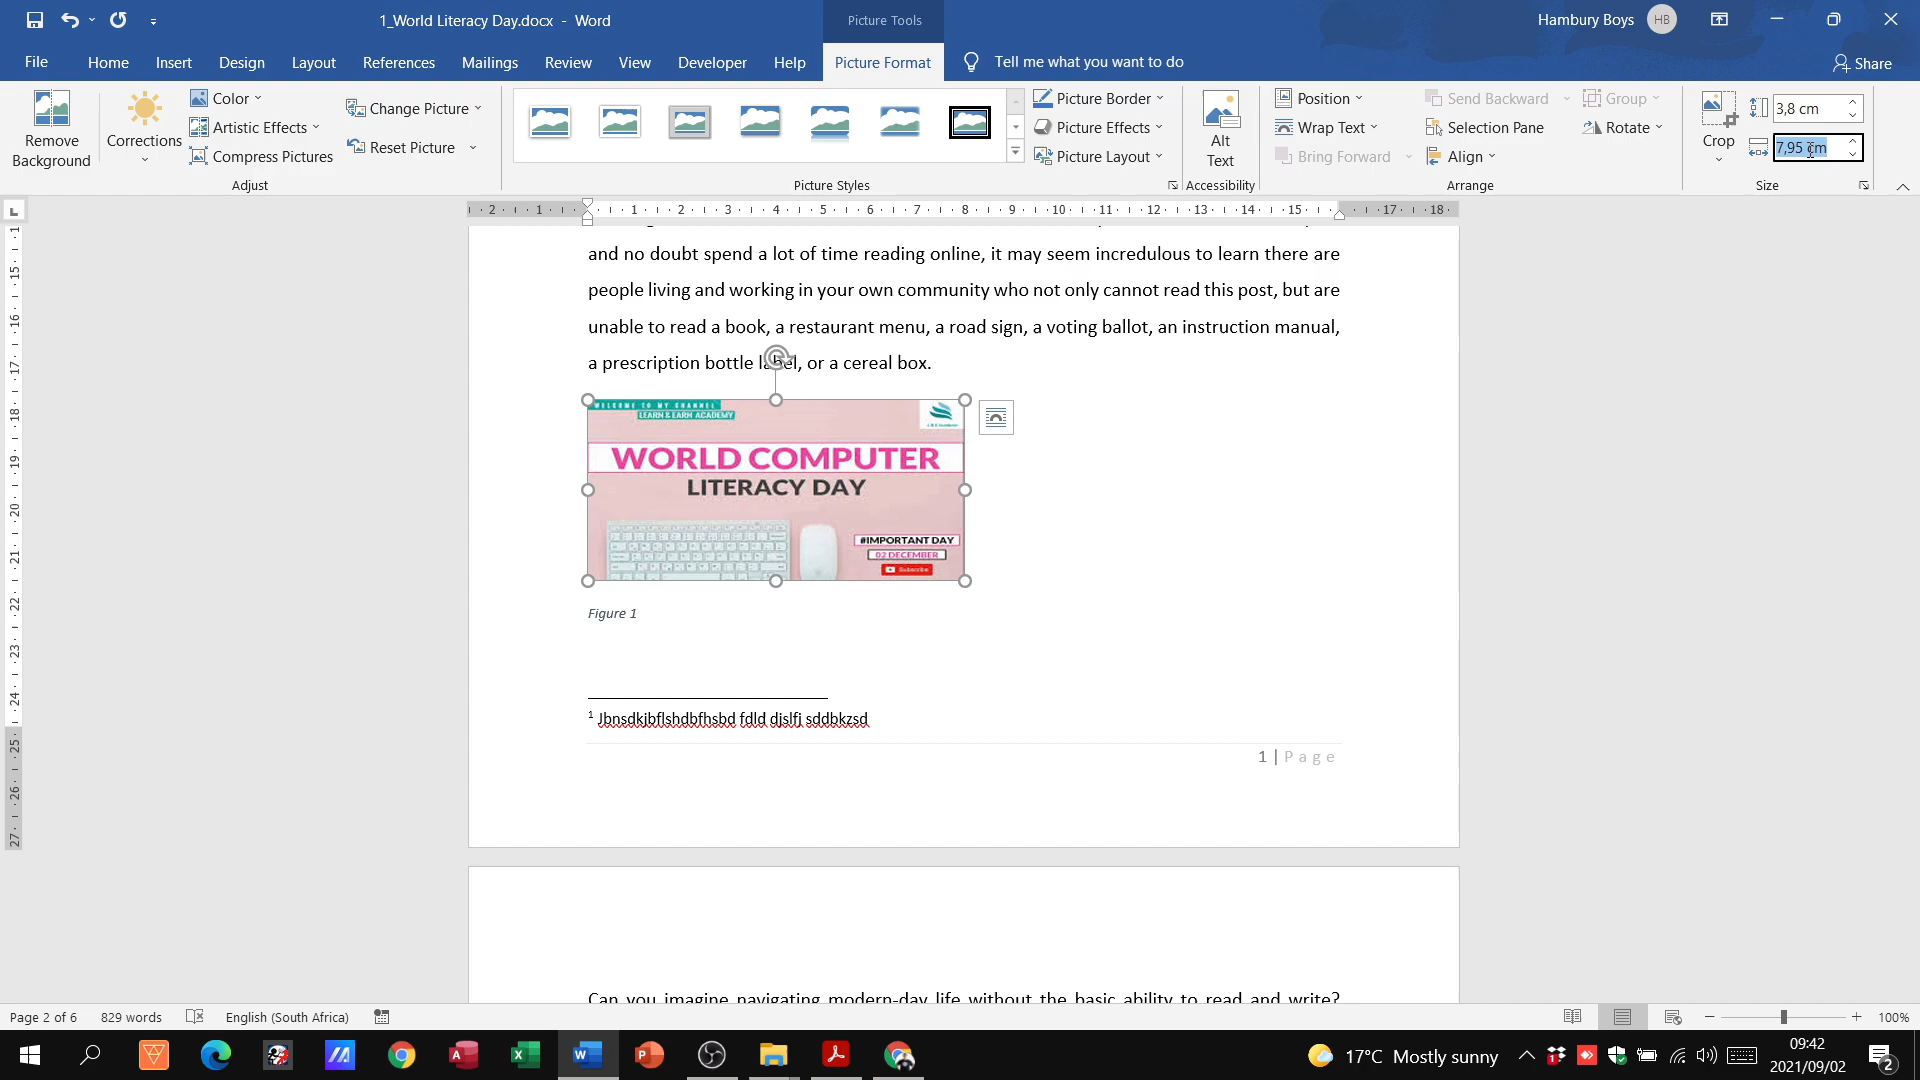 1_World Literacy Day.docx - Word
Picture Tools
Hambury Boys
HB
File
Home
Insert
Design
Layout
References
Mailings
Review
View
Developer
Help
Picture Format
Tell me what you want to do
Share
Remove Background
Corrections
Color
Artistic Effects
Compress Pictures
Change Picture
Reset Picture
Adjust
Picture Styles
Picture Border
Picture Effects
Picture Layout
Alt Text
Accessibility
Position
Wrap Text
Bring Forward
Send Backward
Selection Pane
Align
Group
Rotate
Arrange
Crop
3,8 cm
7,95 cm
Size
and no doubt spend a lot of time reading online, it may seem incredulous to learn there are
people living and working in your own community who not only cannot read this post, but are
unable to read a book, a restaurant menu, a road sign, a voting ballot, an instruction manual,
a prescription bottle label, or a cereal box.
WELCOME TO MY CHANNEL
LEARN & EARN ACADEMY
WORLD COMPUTER
LITERACY DAY
#IMPORTANT DAY
02 DECEMBER
Subscribe
Figure 1
1 Jbnsdkjbflshdbfhsbd fdld djslfj sddbkzsd
1 | Page
Can you imagine navigating modern-day life without the basic ability to read and write?
Page 2 of 6
829 words
English (South Africa)
100%
17°C Mostly sunny
09:42
2021/09/02
2